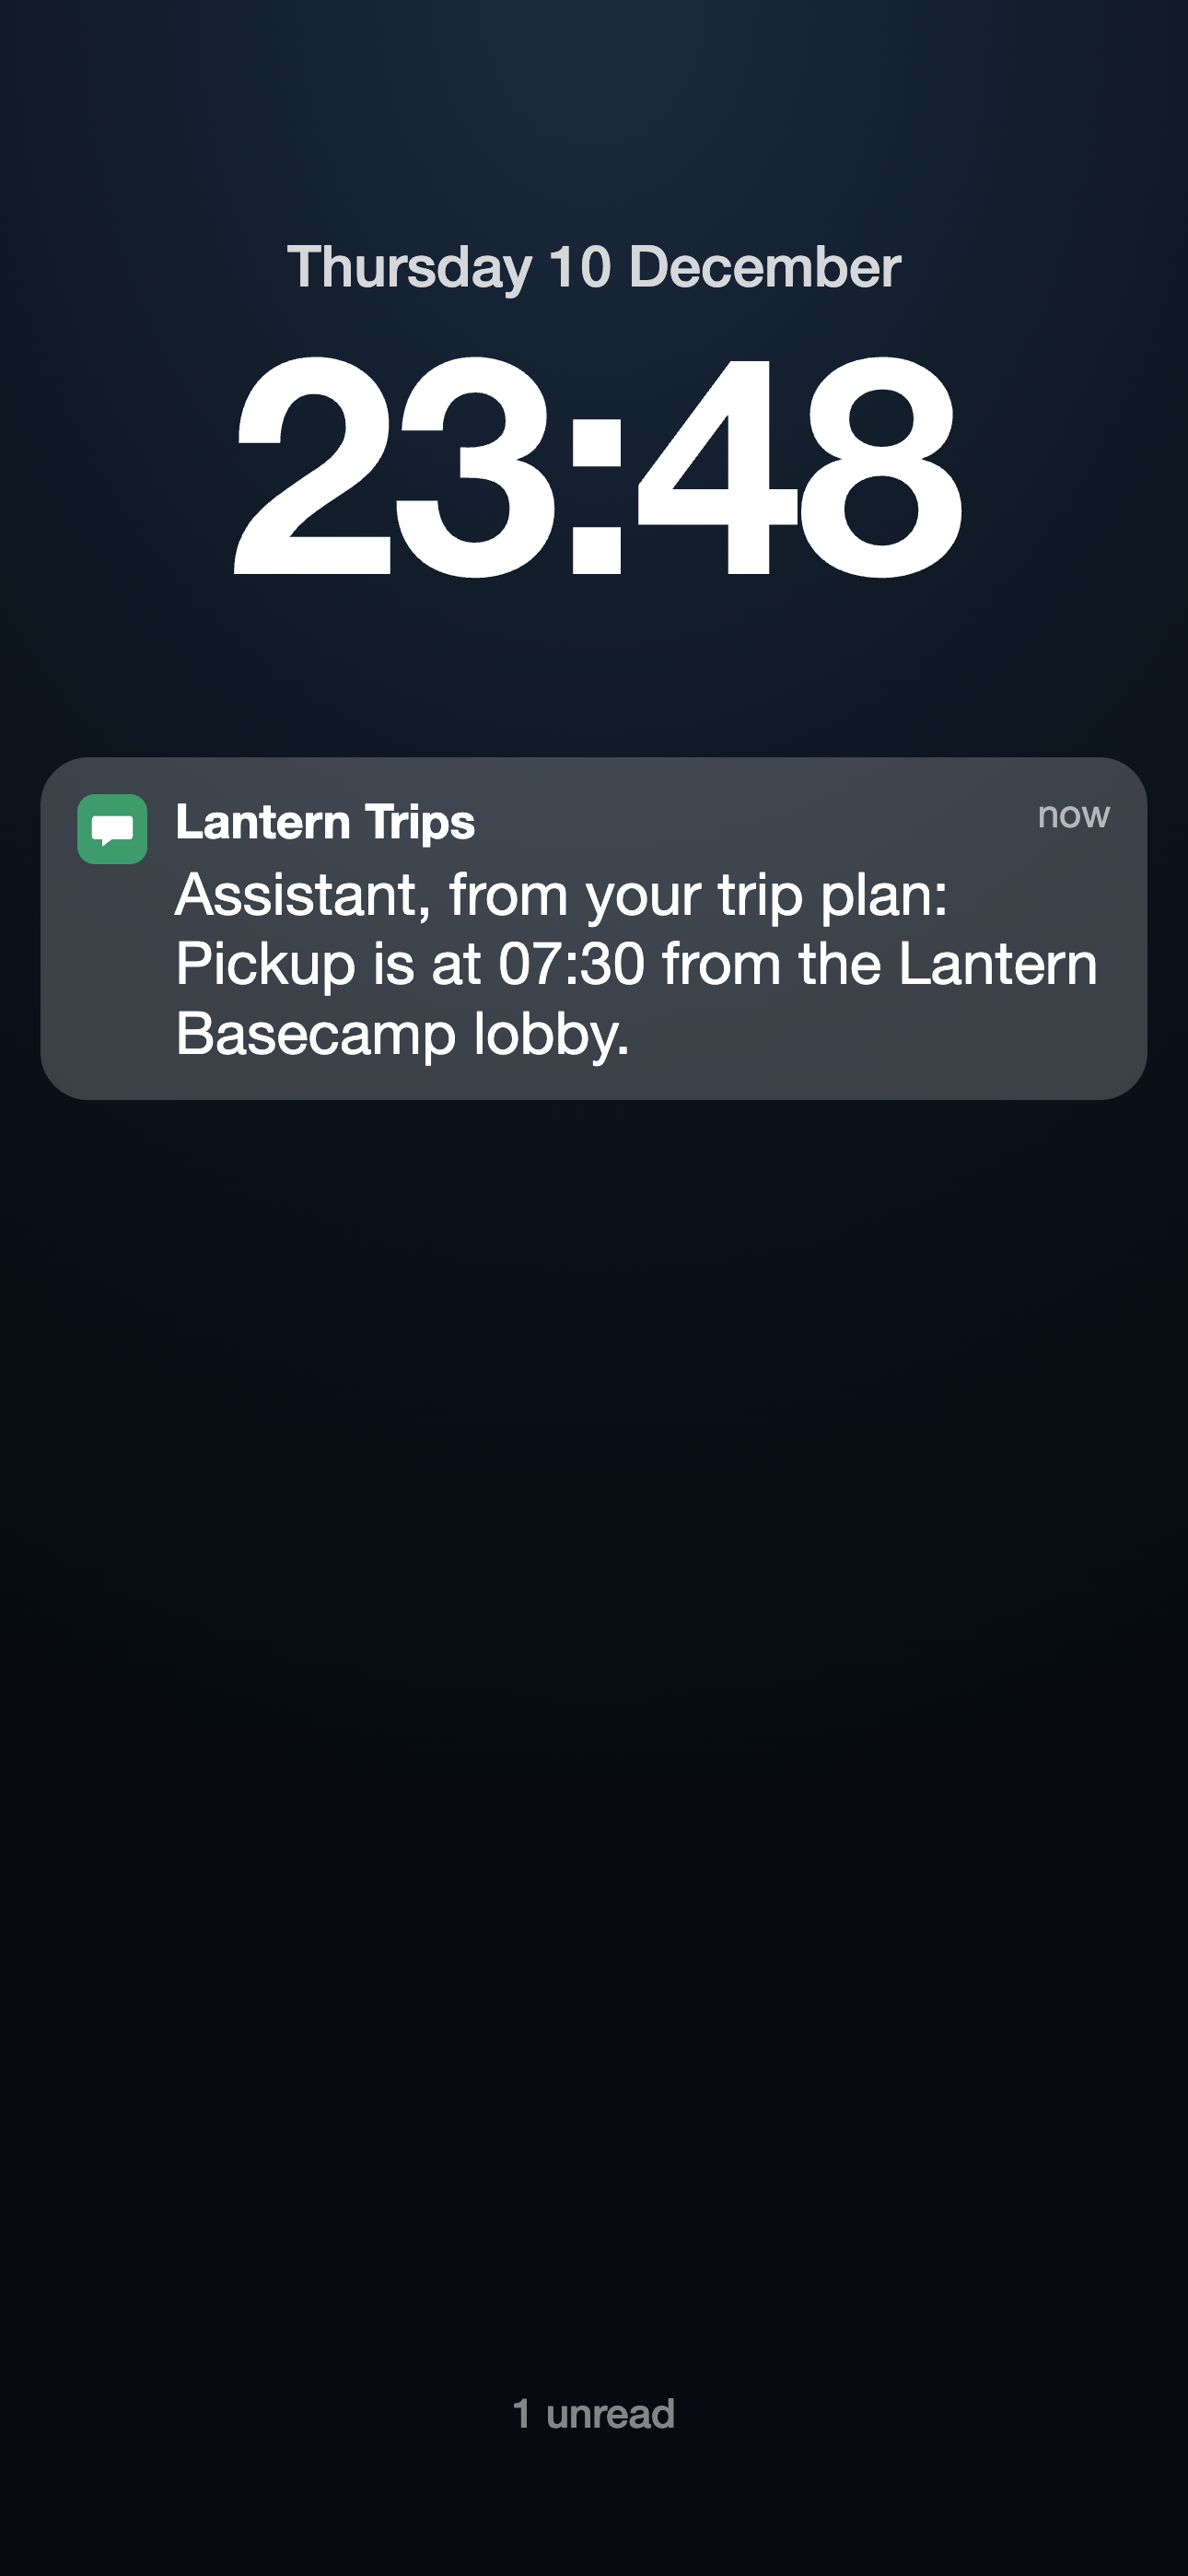 Thursday 10 December
23:48
Lantern Trips
now
Assistant, from your trip plan:
Pickup is at 07:30 from the Lantern
Basecamp lobby.
1 unread